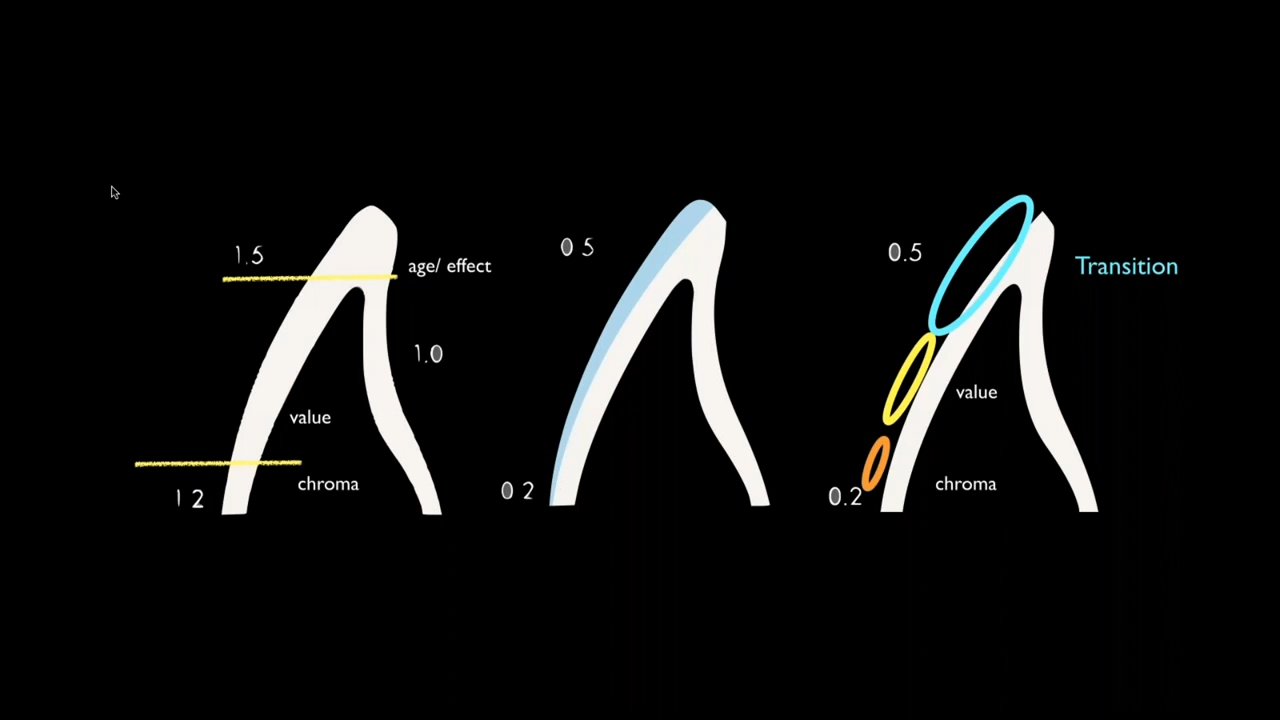 1.5
age/ effect
1.0
value
chroma
1 2
0 5
0 2
0.5
Transition
value
chroma
0.2